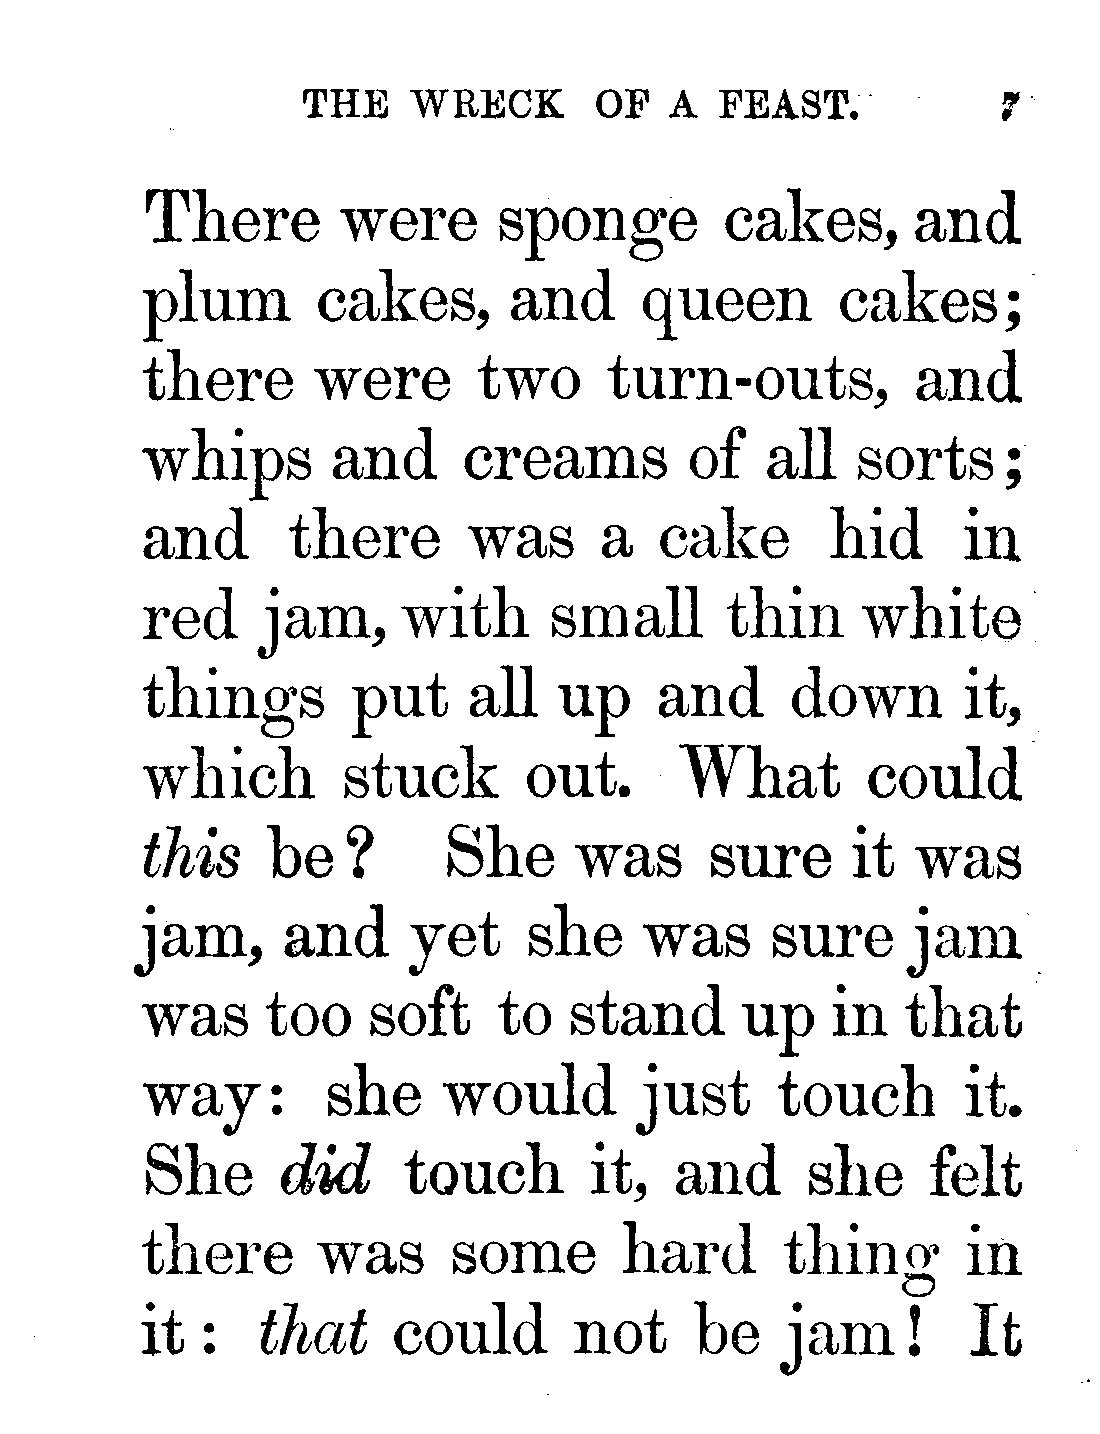 THE WRECK OF A FEAST. 7
There were sponge cakes, and
plum cakes, and queen cakes;
there were two turn-outs, and
whips and creams of all sorts;
and there was a cake hid in
red jam, with small thin white
things put all up and down it,
which stuck out. What could
this be? She was sure it was
jam, and yet she was sure jam
was too soft to stand up in that
way: she would just touch it.
She did touch it, and she felt
there was some hard thing in
it: that could not be jam! It